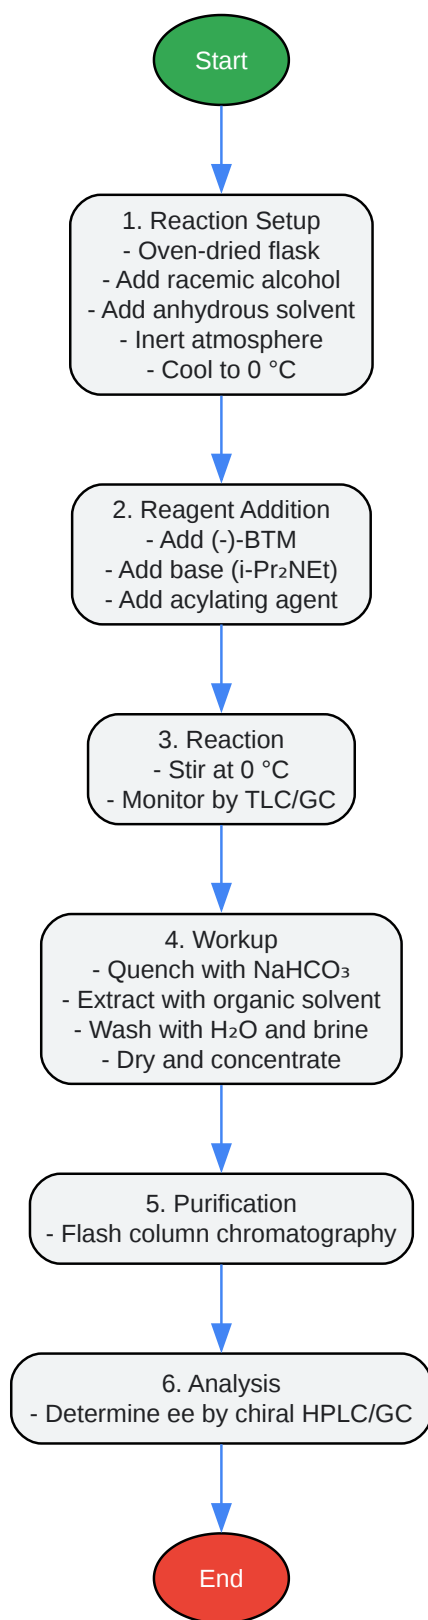 Start
1. Reaction Setup
- Oven-dried flask
- Add racemic alcohol
- Add anhydrous solvent
- Inert atmosphere
- Cool to 0 °C
2. Reagent Addition
- Add (-)-BTM
- Add base (i-Pr₂NEt)
- Add acylating agent
3. Reaction
- Stir at 0 °C
- Monitor by TLC/GC
4. Workup
- Quench with NaHCO₃
- Extract with organic solvent
- Wash with H₂O and brine
- Dry and concentrate
5. Purification
- Flash column chromatography
6. Analysis
- Determine ee by chiral HPLC/GC
End